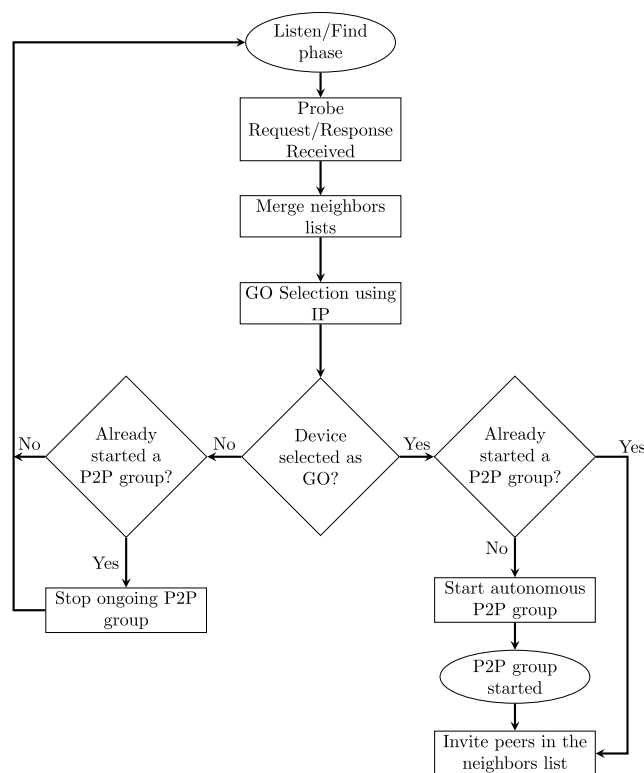 Listen/Find
phase
Probe
Request/Response
Received
Merge neighbors
lists
GO Selection using
IP
Already
started a
P2P group?
No
Device
selected as
GO?
No
Yes
Already
started a
P2P group?
Yes
Yes
No
Stop ongoing P2P
group
Start autonomous
P2P group
P2P group
started
Invite peers in the
neighbors list